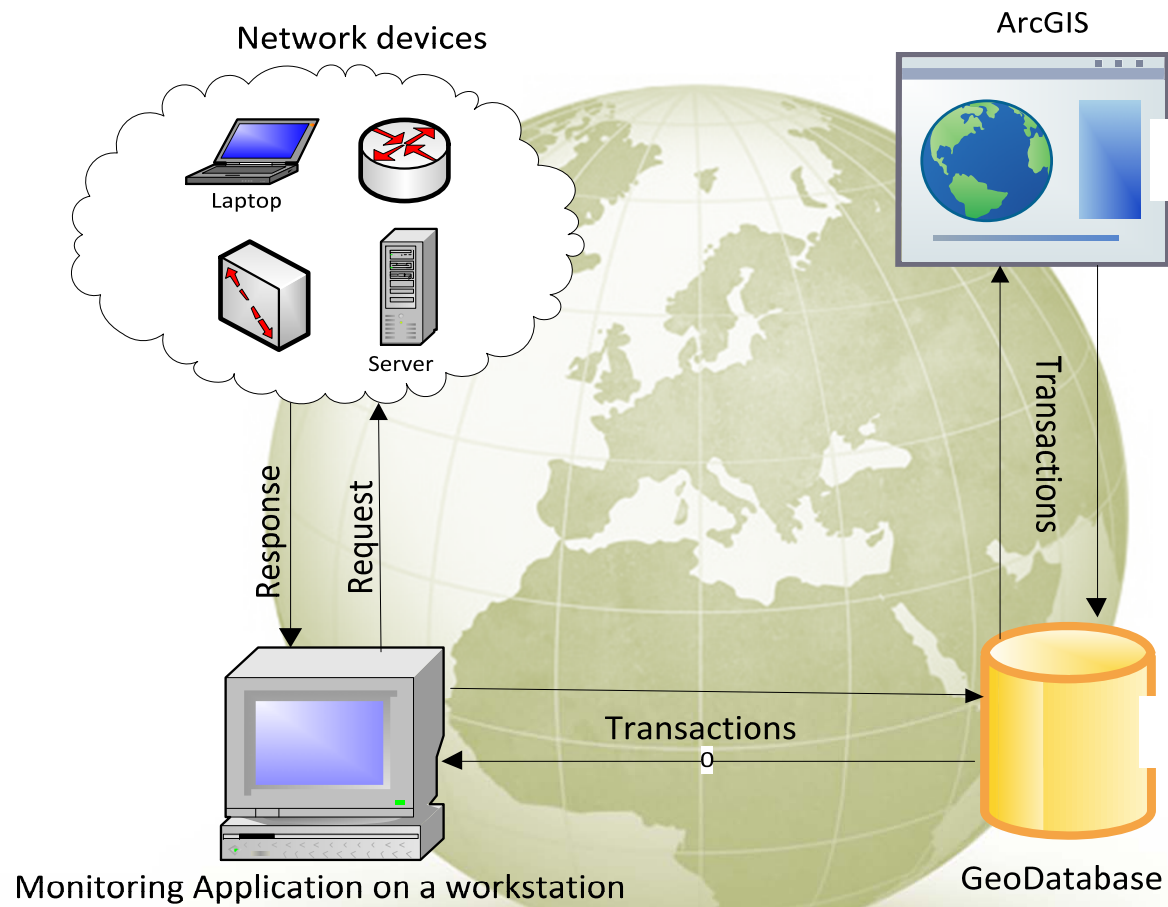 Network devices
ArcGIS
Laptop
Server
Response
Request
Transactions
Transactions
0
Monitoring Application on a workstation
GeoDatabase